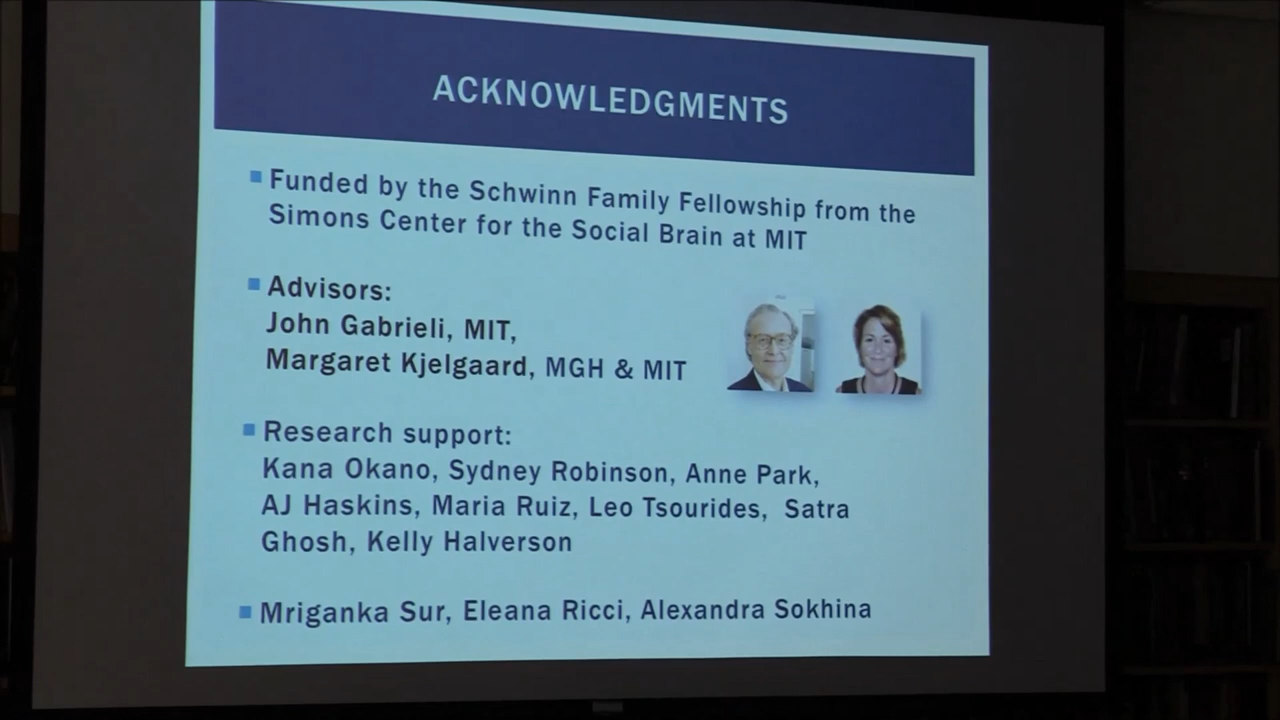 ACKNOWLEDGMENTS
Funded by the Schwinn Family Fellowship from the
Simons Center for the Social Brain at MIT
Advisors:
John Gabrieli, MIT,
Margaret Kjelgaard, MGH & MIT
Research support:
Kana Okano, Sydney Robinson, Anne Park,
AJ Haskins, Maria Ruiz, Leo Tsourides, Satra
Ghosh, Kelly Halverson
Mriganka Sur, Eleana Ricci, Alexandra Sokhina